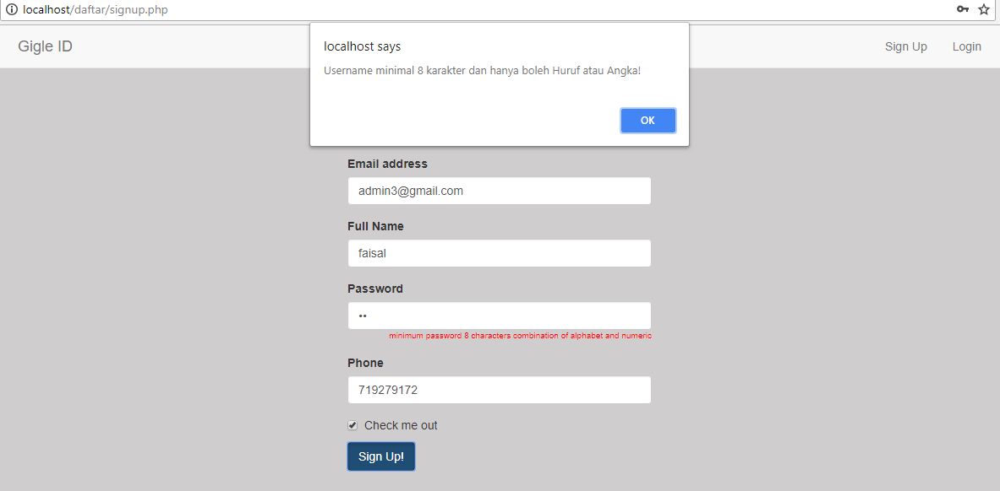 localhost/daftar/signup.php
Gigle ID
Sign Up
Login
localhost says
Username minimal 8 karakter dan hanya boleh Huruf atau Angka!
OK
Email address
admin3@gmail.com
Full Name
faisal
Password
••
minimum password 8 characters combination of alphabet and numeric
Phone
719279172
Check me out
Sign Up!